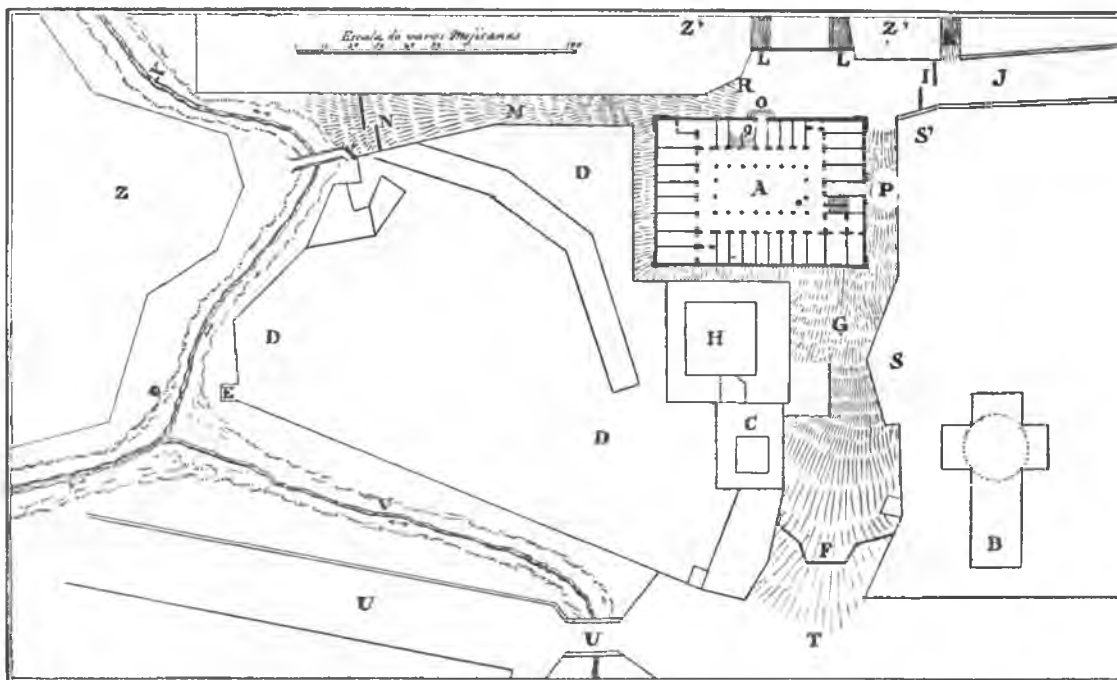 Z' Z'
Escala de varas Mejicanas
L L I J
R
O
N M S'
D A P
Z
D H G
S
E
D C
V
F B
U
U T